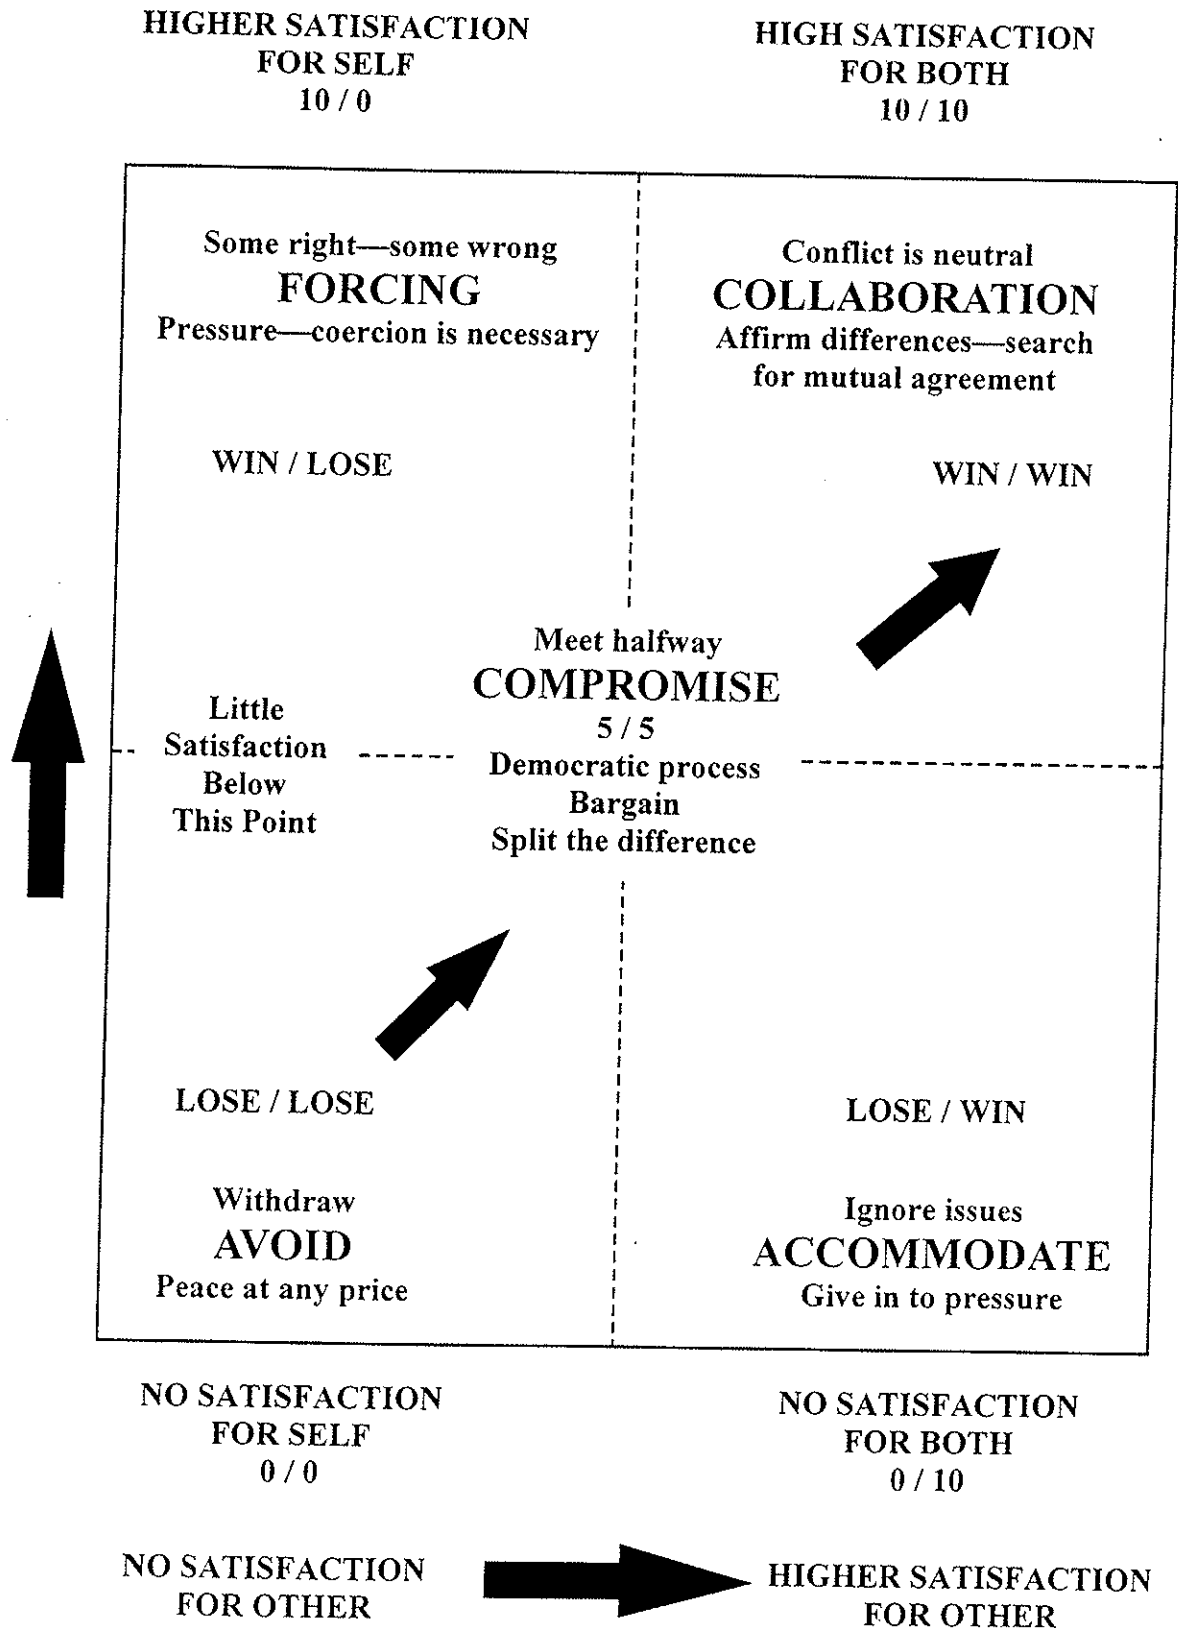 HIGHER SATISFACTION
FOR SELF
10 / 0
HIGH SATISFACTION
FOR BOTH
10 / 10
Some right—some wrong
FORCING
Pressure—coercion is necessary
WIN / LOSE
Conflict is neutral
COLLABORATION
Affirm differences—search
for mutual agreement
WIN / WIN
Little
Satisfaction
Below
This Point
Meet halfway
COMPROMISE
5 / 5
Democratic process
Bargain
Split the difference
LOSE / LOSE
Withdraw
AVOID
Peace at any price
LOSE / WIN
Ignore issues
ACCOMMODATE
Give in to pressure
NO SATISFACTION
FOR SELF
0 / 0
NO SATISFACTION
FOR BOTH
0 / 10
NO SATISFACTION
FOR OTHER
HIGHER SATISFACTION
FOR OTHER